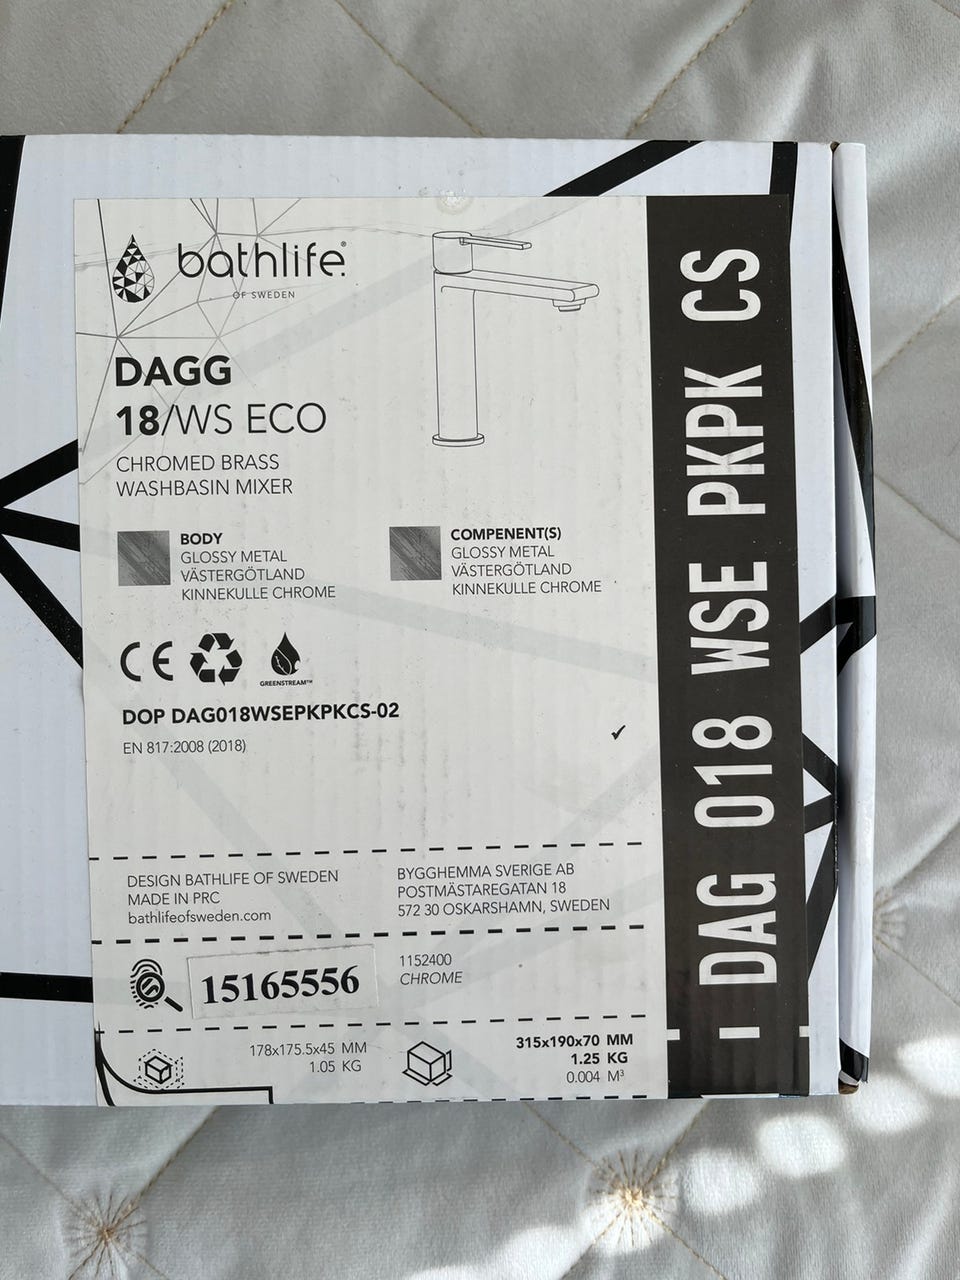 bathlife®
OF SWEDEN
DAGG
18/WS ECO
CHROMED BRASS
WASHBASIN MIXER
BODY
GLOSSY METAL
VÄSTERGÖTLAND
KINNEKULLE CHROME
COMPENENT(S)
GLOSSY METAL
VÄSTERGÖTLAND
KINNEKULLE CHROME
CE
GREENSTREAM™
DOP DAG018WSEPKPKCS-02
EN 817:2008 (2018)
DESIGN BATHLIFE OF SWEDEN
MADE IN PRC
bathlifeofsweden.com
BYGGHEMMA SVERIGE AB
POSTMÄSTAREGATAN 18
572 30 OSKARSHAMN, SWEDEN
15165556
1152400
CHROME
178x175.5x45 MM
1.05 KG
315x190x70 MM
1.25 KG
0.004 M³
DAG 018 WSE PKPK CS